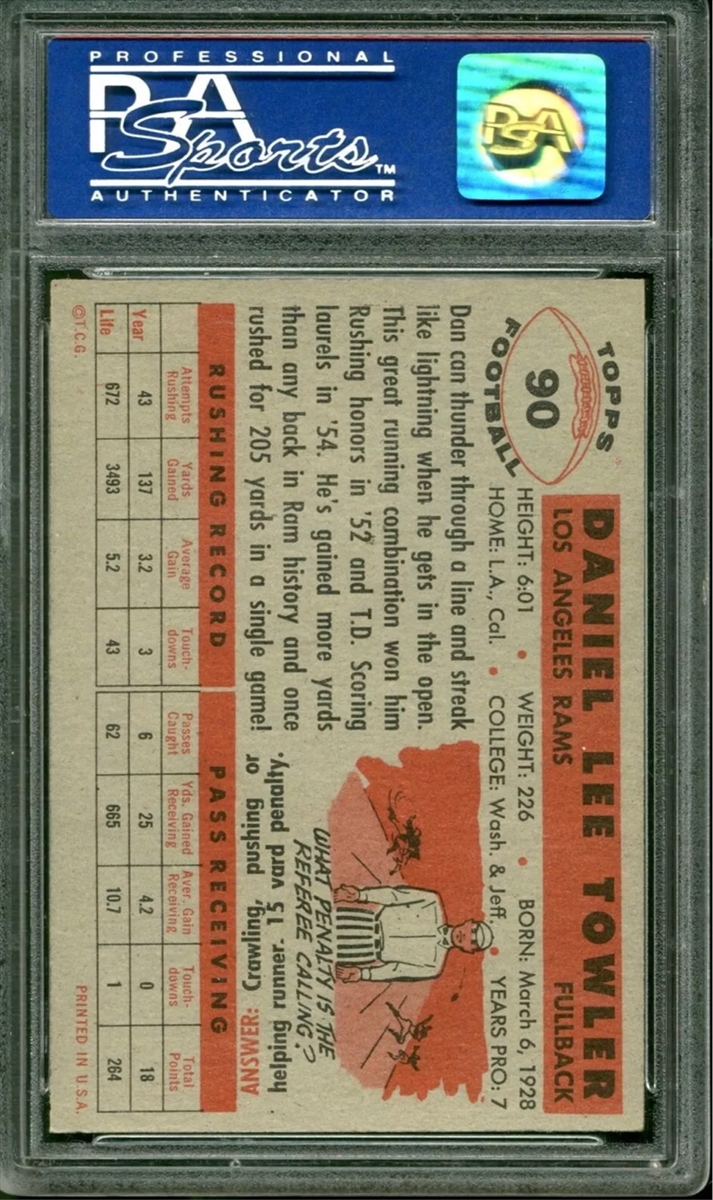 PROFESSIONAL
PSA
Sports™
AUTHENTICATOR
PSA
TOPPS
90
FOOTBALL
DANIEL LEE TOWLER
LOS ANGELES RAMS FULLBACK
HEIGHT: 6:01 • WEIGHT: 226 • BORN: March 6, 1928
HOME: L.A., Cal. • COLLEGE: Wash. & Jeff. • YEARS PRO: 7
Dan can thunder through a line and streak
like lightning when he gets in the open.
This great running combination won him
Rushing honors in '52 and T.D. Scoring
laurels in '54. He's gained more yards
than any back in Ram history and once
rushed for 205 yards in a single game!
WHAT PENALTY IS THE
REFEREE CALLING?
ANSWER: Crawling, pushing or
helping runner. 15 yard penalty.
RUSHING RECORD PASS RECEIVING
Attempts Rushing Yards Gained Average Gain Touch-downs Passes Caught Yds. Gained Receiving Aver. Gain Receiving Touch-downs Total Points
Year 43 137 3.2 3 6 25 4.2 0 18
Life 672 3493 5.2 43 62 665 10.7 1 264
©T.C.G. PRINTED IN U.S.A.